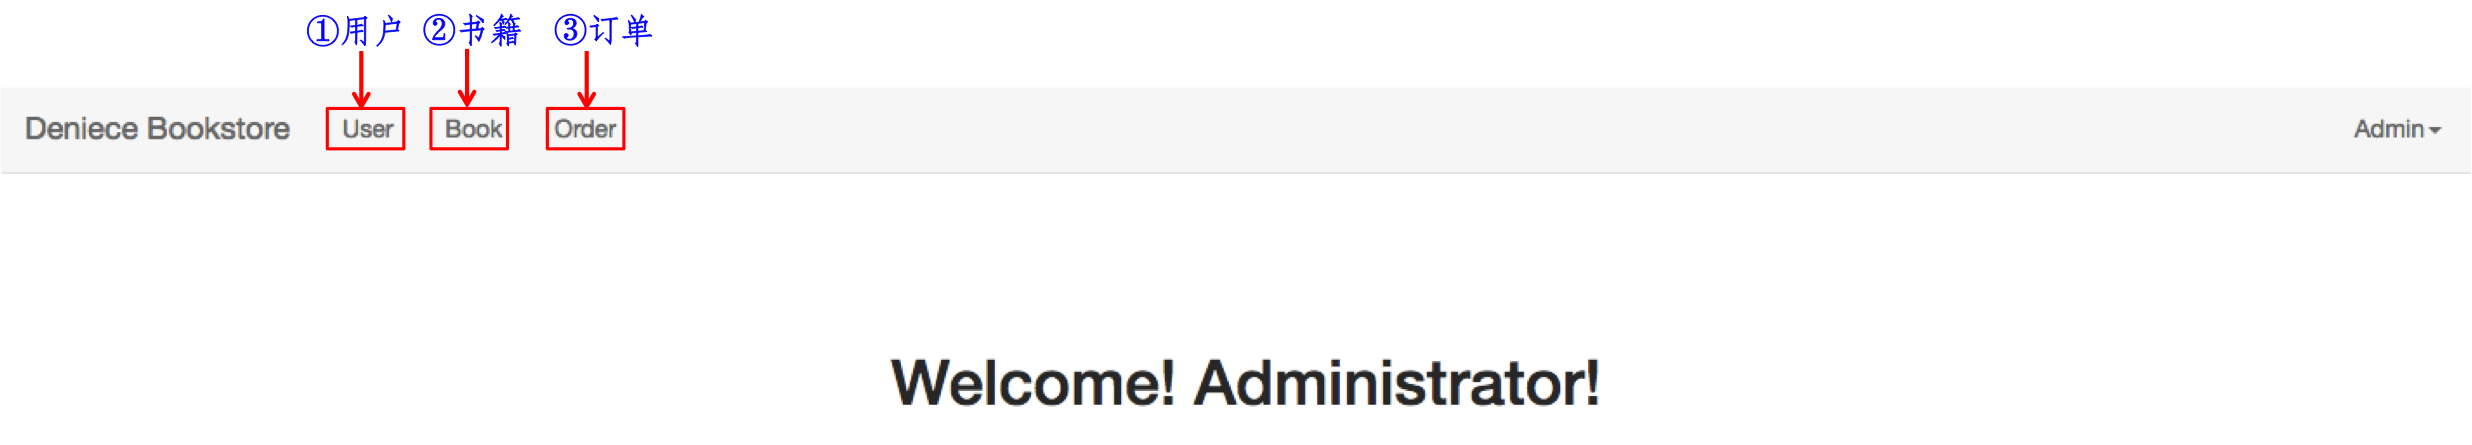 ①用户 ②书籍 ③订单
Deniece Bookstore User Book Order Admin
Welcome! Administrator!